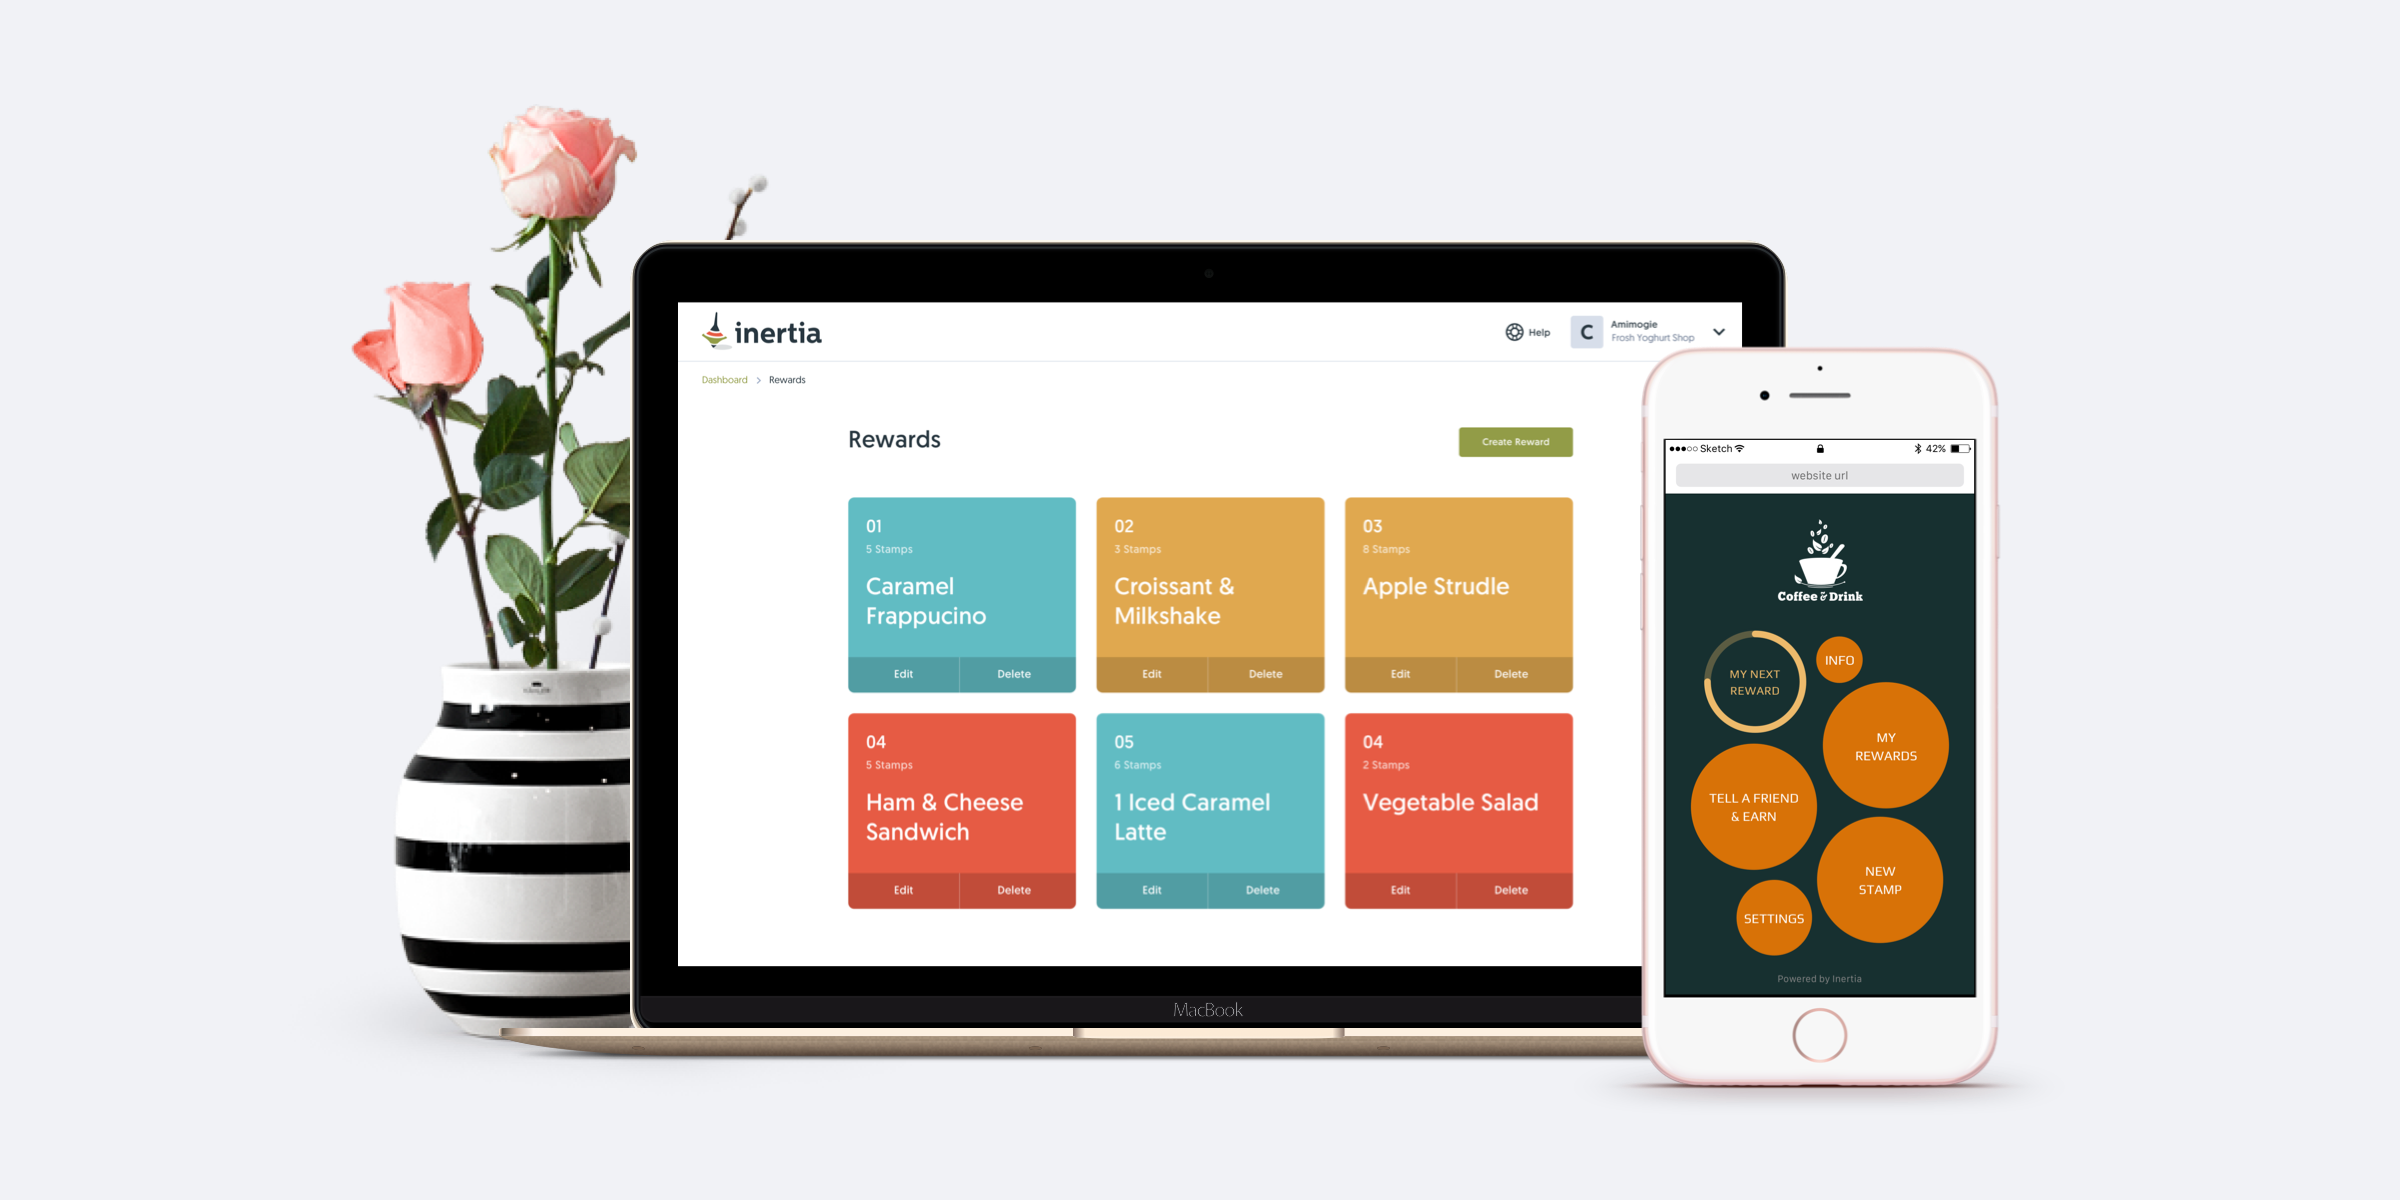 inertia
Help
C
Amimogie
Frosh Yoghurt Shop
Dashboard > Rewards
Rewards
Create Reward
01
5 Stamps
Caramel
Frappucino
Edit
Delete
02
3 Stamps
Croissant &
Milkshake
Edit
Delete
03
8 Stamps
Apple Strudle
Edit
Delete
04
5 Stamps
Ham & Cheese
Sandwich
Edit
Delete
05
6 Stamps
1 Iced Caramel
Latte
Edit
Delete
04
2 Stamps
Vegetable Salad
Edit
Delete
MacBook
Sketch
42%
website url
Coffee & Drink
MY NEXT
REWARD
INFO
MY
REWARDS
TELL A FRIEND
& EARN
NEW
STAMP
SETTINGS
Powered by Inertia